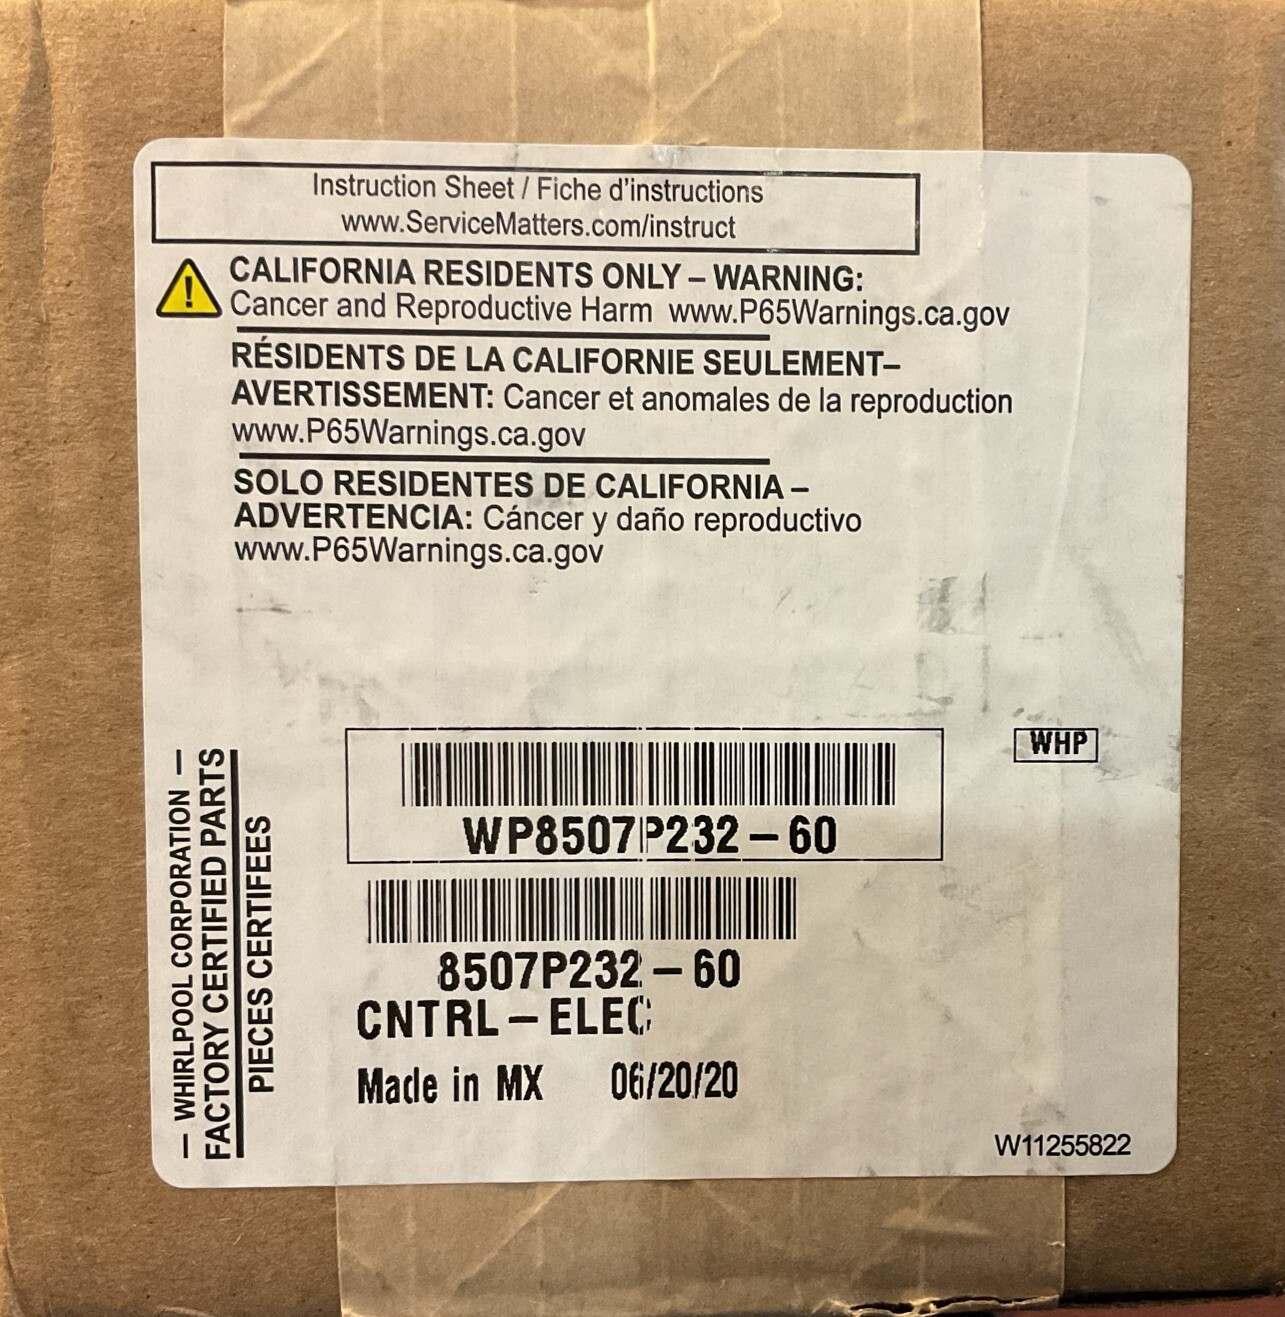 Instruction Sheet / Fiche d'instructions
www.ServiceMatters.com/instruct
CALIFORNIA RESIDENTS ONLY – WARNING:
Cancer and Reproductive Harm www.P65Warnings.ca.gov
RÉSIDENTS DE LA CALIFORNIE SEULEMENT–
AVERTISSEMENT: Cancer et anomales de la reproduction
www.P65Warnings.ca.gov
SOLO RESIDENTES DE CALIFORNIA –
ADVERTENCIA: Cáncer y daño reproductivo
www.P65Warnings.ca.gov
— WHIRLPOOL CORPORATION —
FACTORY CERTIFIED PARTS
PIECES CERTIFEES
WHP
WP8507P232-60
8507P232-60
CNTRL-ELEC
Made in MX 06/20/20
W11255822